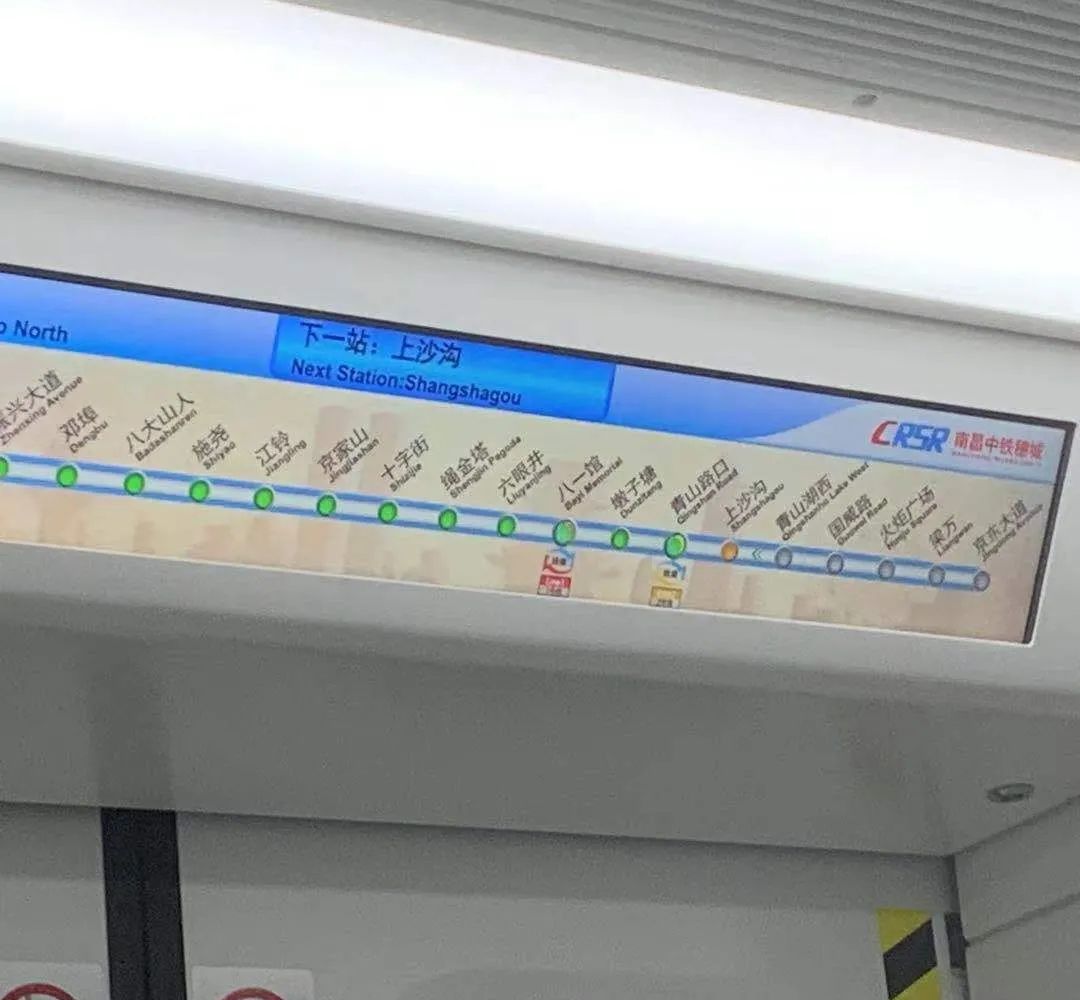 North
下一站：上沙沟
Next Station:Shangshagou
CRSR 南昌中铁穗城
振兴大道
Zhenxing Avenue
邓埠
Dengbu
八大山人
Badashanren
施尧
Shiyao
江铃
Jiangling
京家山
Jingjiashan
十字街
Shizijie
绳金塔
Shengjin Pagoda
六眼井
Liuyanjing
八一馆
Bayi Memorial
墩子塘
Dunzitang
青山路口
Qingshan Road
上沙沟
Shangshagou
青山湖西
Qingshanhu Lake West
国威路
Guowei Road
火炬广场
Huoju Square
梁万
Liangwan
京东大道
Jingdong Avenue